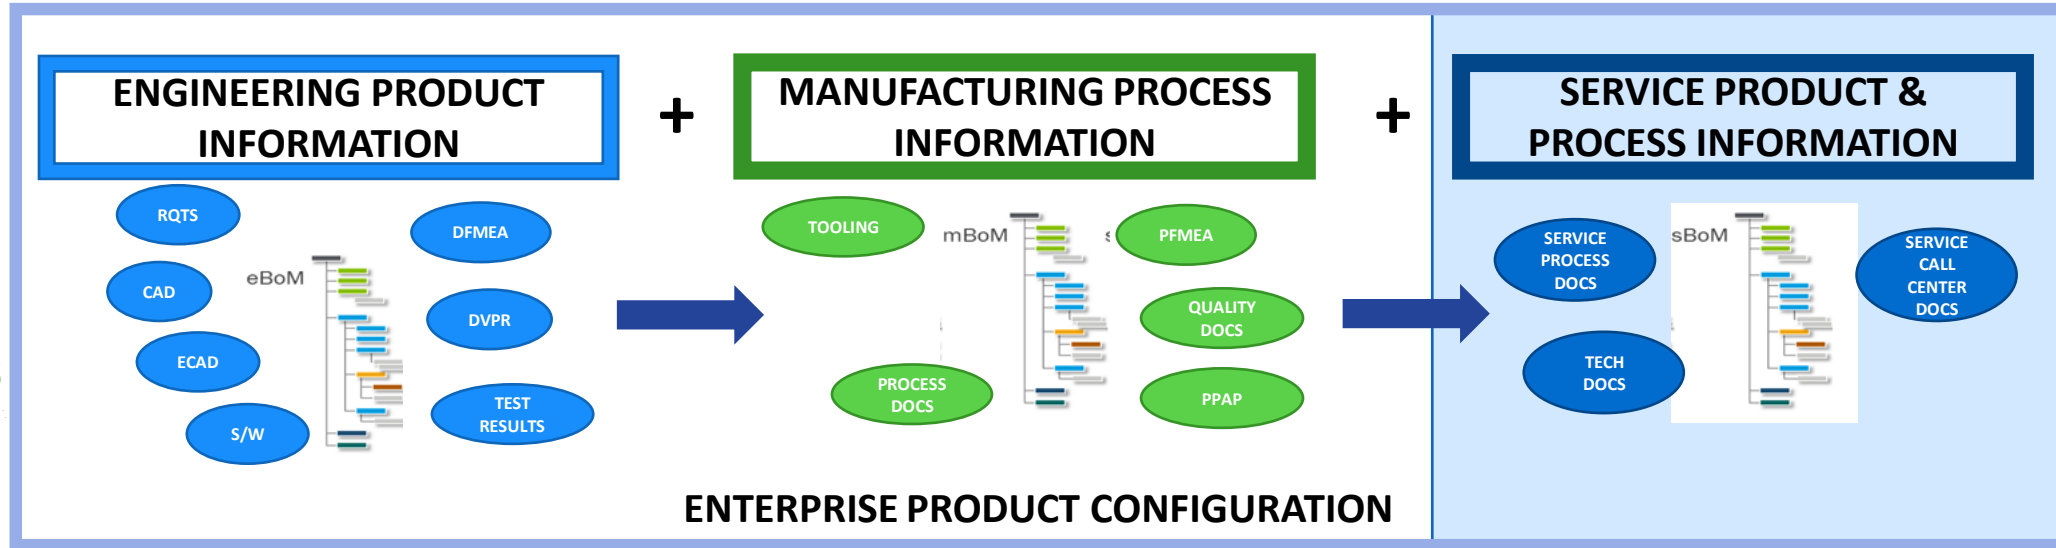 ENGINEERING PRODUCT
INFORMATION
+
MANUFACTURING PROCESS
INFORMATION
+
SERVICE PRODUCT &
PROCESS INFORMATION
RQTS
CAD
ECAD
S/W
eBoM
DFMEA
DVPR
TEST
RESULTS
TOOLING
mBoM
PROCESS
DOCS
PFMEA
QUALITY
DOCS
PPAP
SERVICE
PROCESS
DOCS
TECH
DOCS
sBoM
SERVICE
CALL
CENTER
DOCS
ENTERPRISE PRODUCT CONFIGURATION